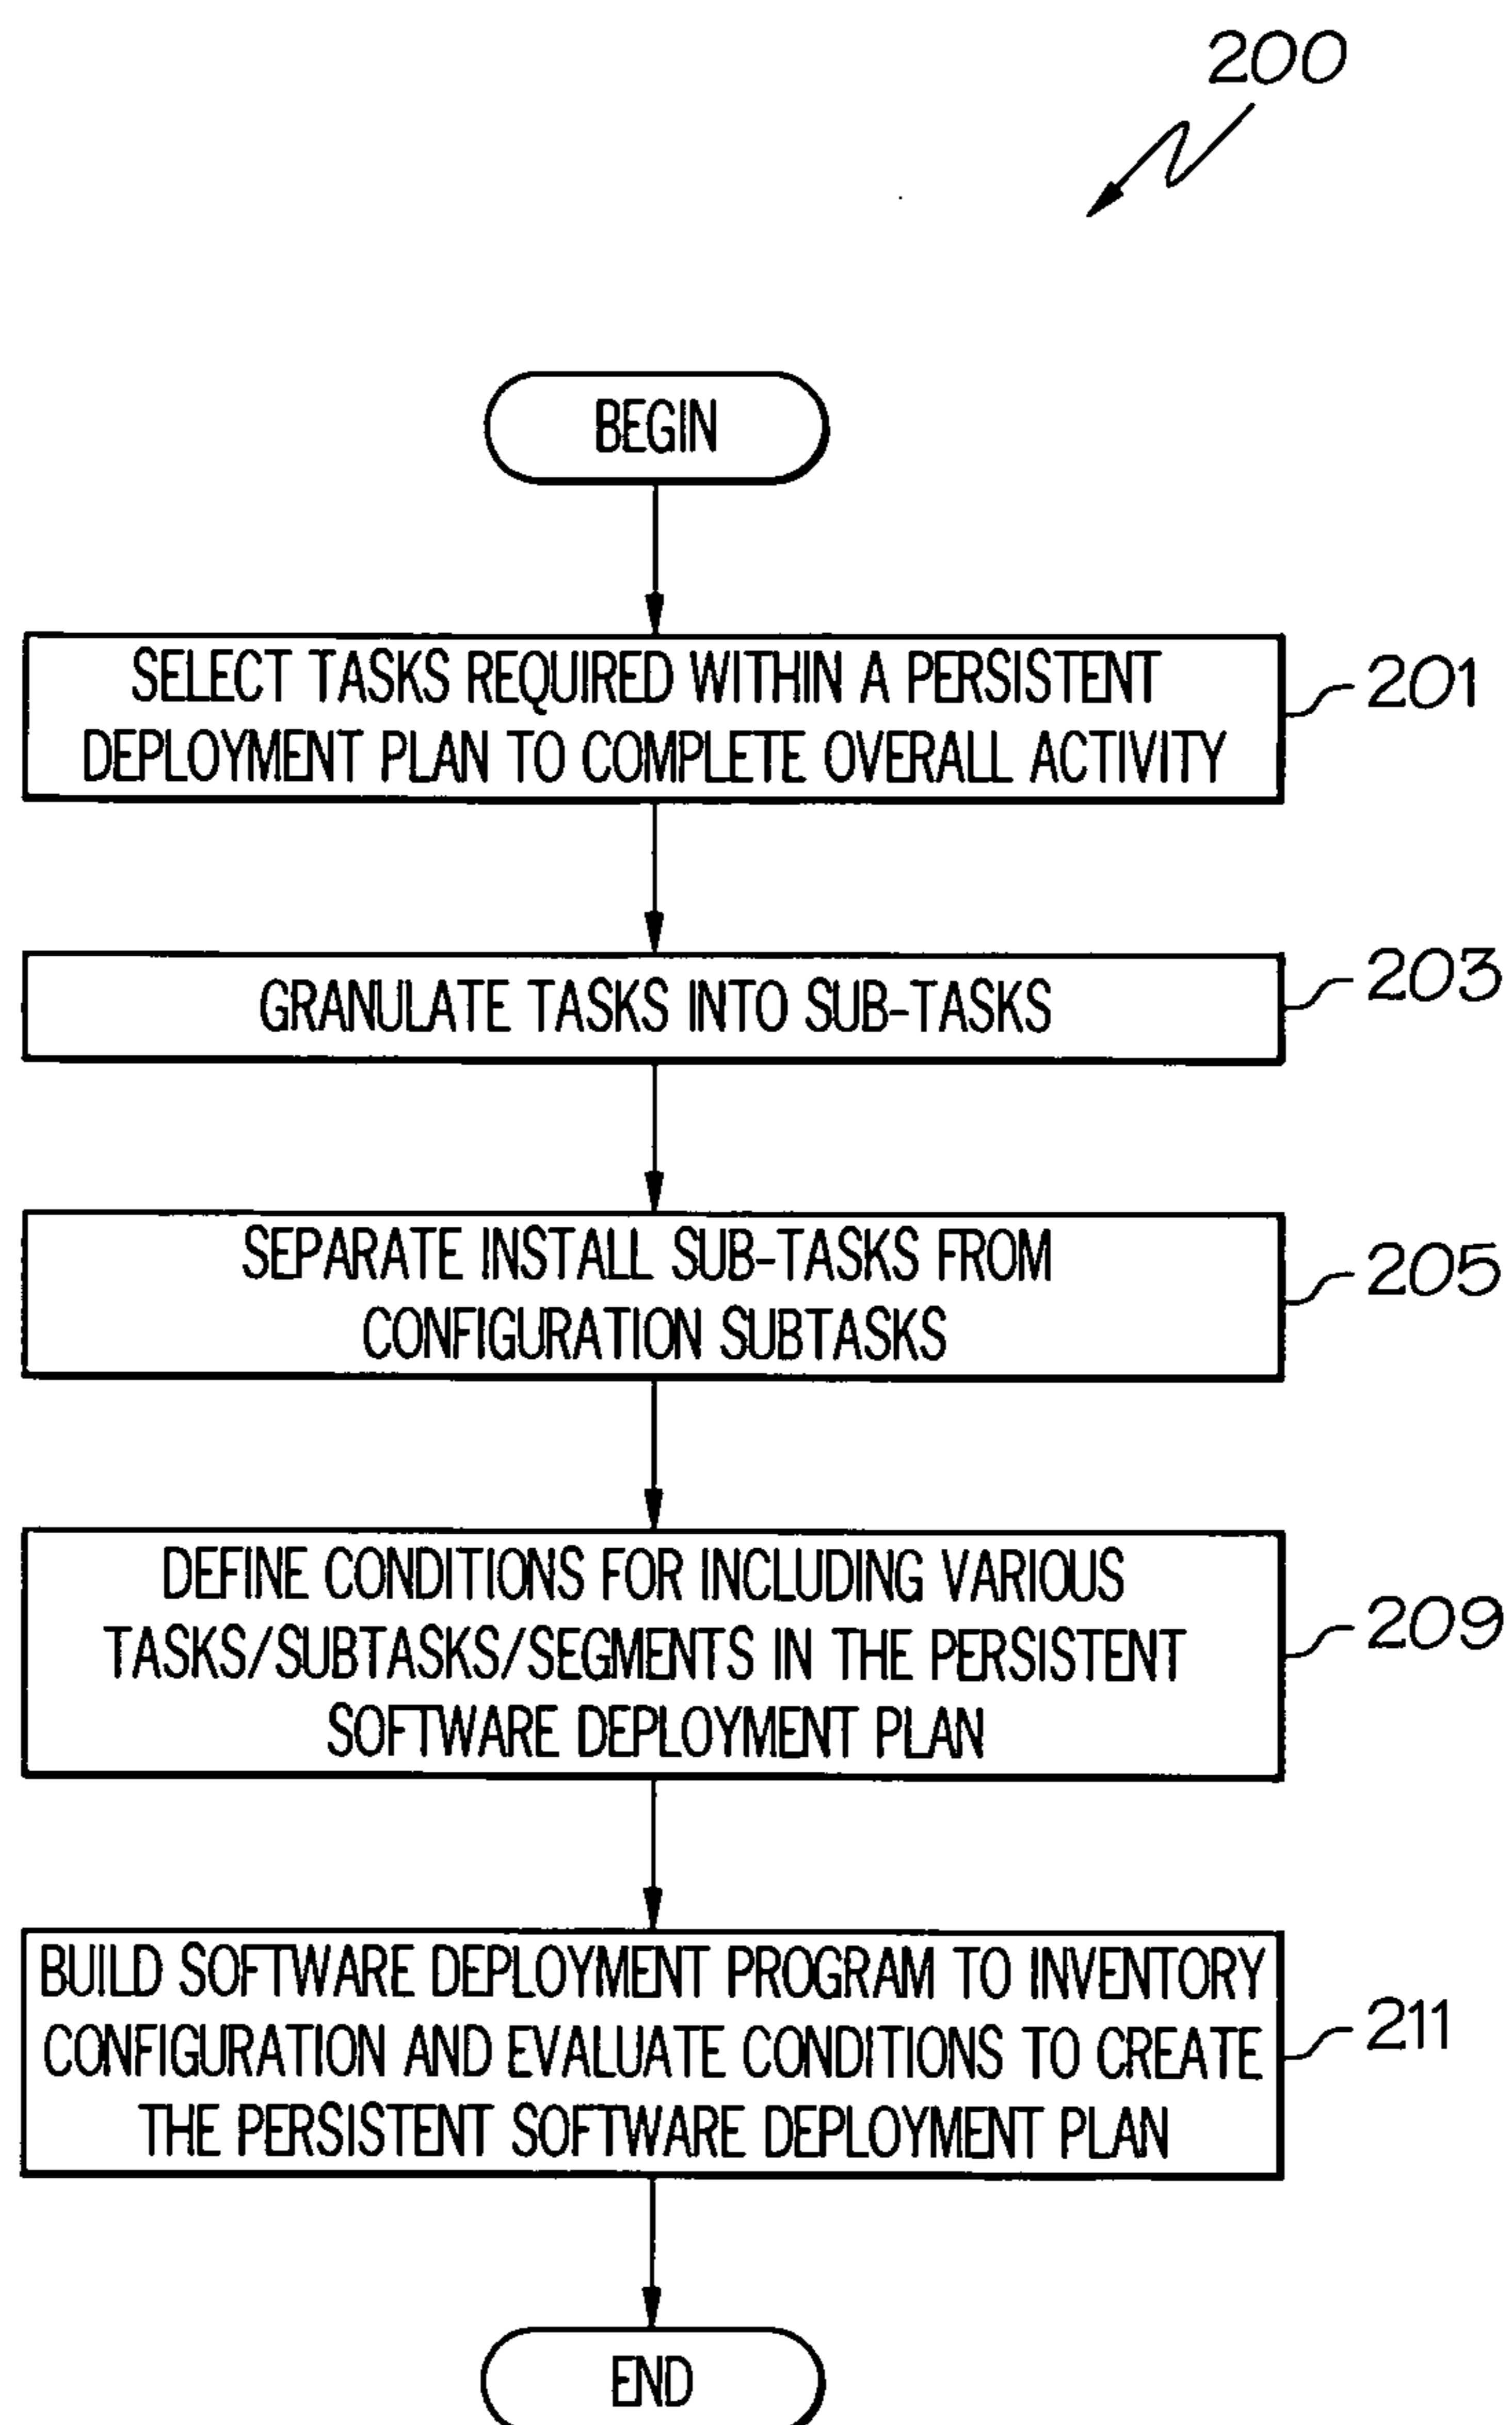 200
BEGIN
SELECT TASKS REQUIRED WITHIN A PERSISTENT
DEPLOYMENT PLAN TO COMPLETE OVERALL ACTIVITY
201
GRANULATE TASKS INTO SUB-TASKS
203
SEPARATE INSTALL SUB-TASKS FROM
CONFIGURATION SUBTASKS
205
DEFINE CONDITIONS FOR INCLUDING VARIOUS
TASKS/SUBTASKS/SEGMENTS IN THE PERSISTENT
SOFTWARE DEPLOYMENT PLAN
209
BUILD SOFTWARE DEPLOYMENT PROGRAM TO INVENTORY
CONFIGURATION AND EVALUATE CONDITIONS TO CREATE
THE PERSISTENT SOFTWARE DEPLOYMENT PLAN
211
END